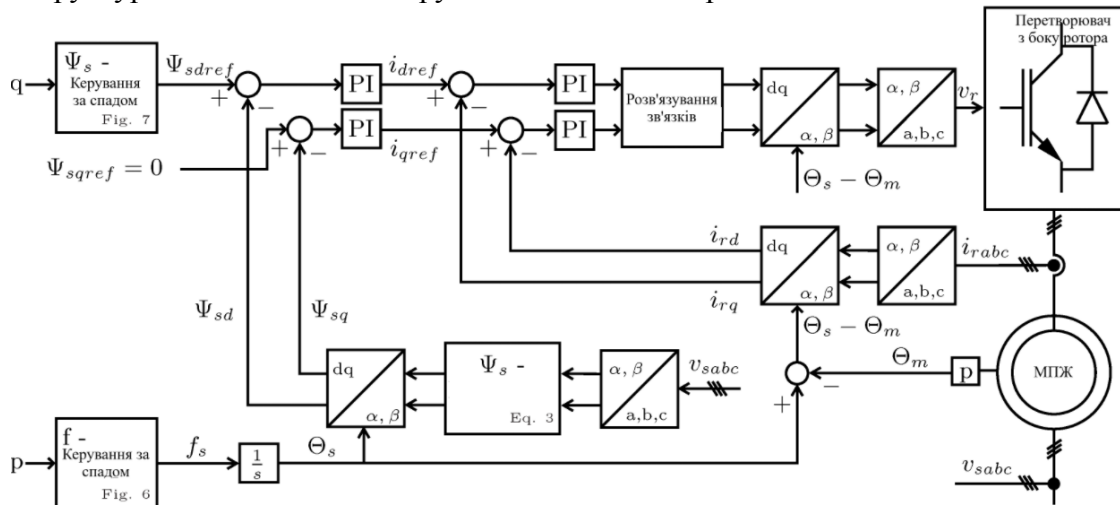 Перетворювач
з боку ротора
Ψs -
Керування
за спадом
Fig. 7
q
Ψsdref
+
−
PI
idref
+
−
PI
Розв'язування
зв'язків
dq
α, β
α, β
a,b,c
vr
+
−
PI
iqref
+
−
PI
Ψsqref = 0
Θs − Θm
ird
dq
α, β
α, β
a,b,c
irabc
irq
Ψsd
Ψsq
Θs − Θm
dq
α, β
Ψs -
Eq. 3
α, β
a,b,c
vsabc
Θm
−
+
p
МПЖ
f -
Керування за
спадом
Fig. 6
p
fs
1
s
Θs
vsabc